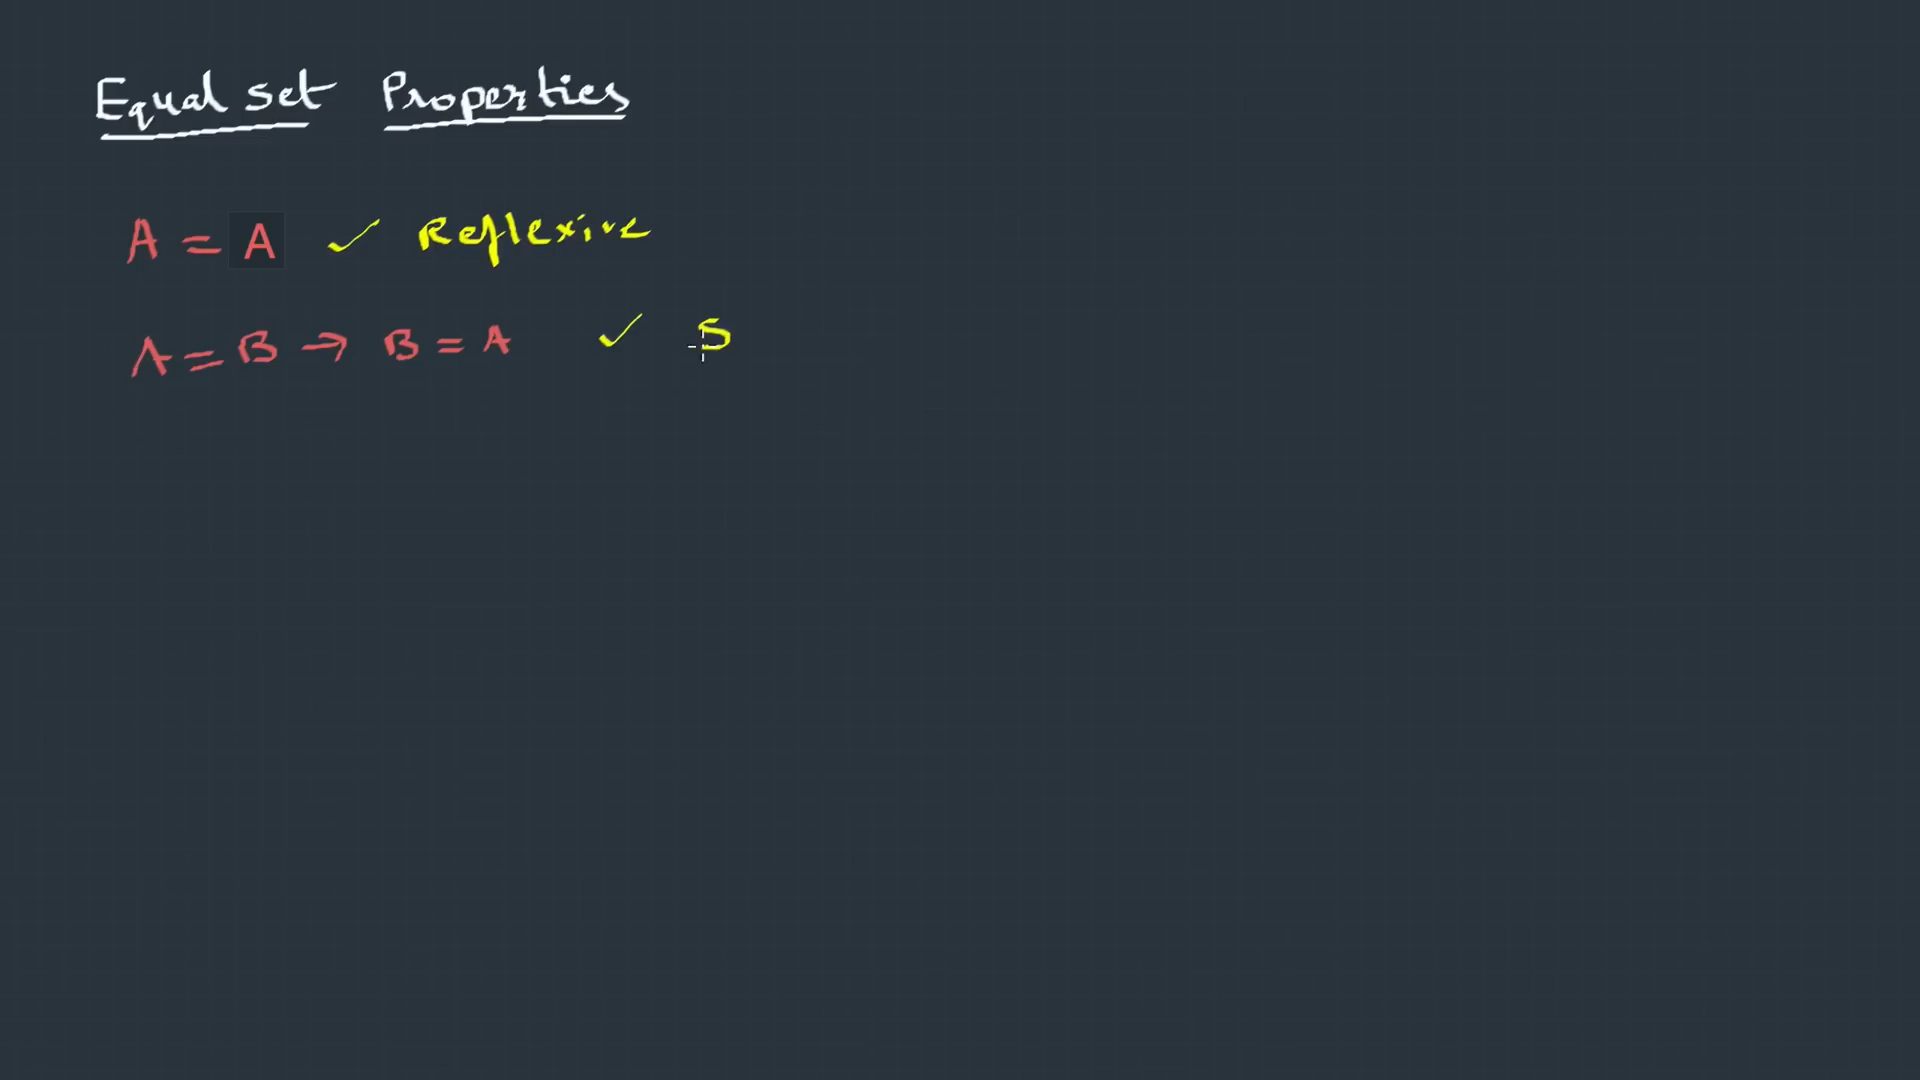 Equal set Properties
A = A ✓ Reflexive
A = B → B = A ✓ S